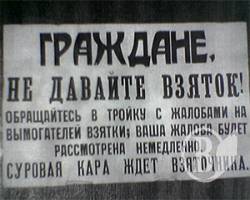 ГРАЖДАНЕ,
НЕ ДАВАЙТЕ ВЗЯТОК!
ОБРАЩАЙТЕСЬ В ТРОЙКУ С ЖАЛОБАМИ НА
ВЫМОГАТЕЛЕЙ ВЗЯТКИ; ВАША ЖАЛОБА БУДЕТ
РАССМОТРЕНА НЕМЕДЛЕННО.
СУРОВАЯ КАРА ЖДЕТ ВЗЯТОЧНИКА.